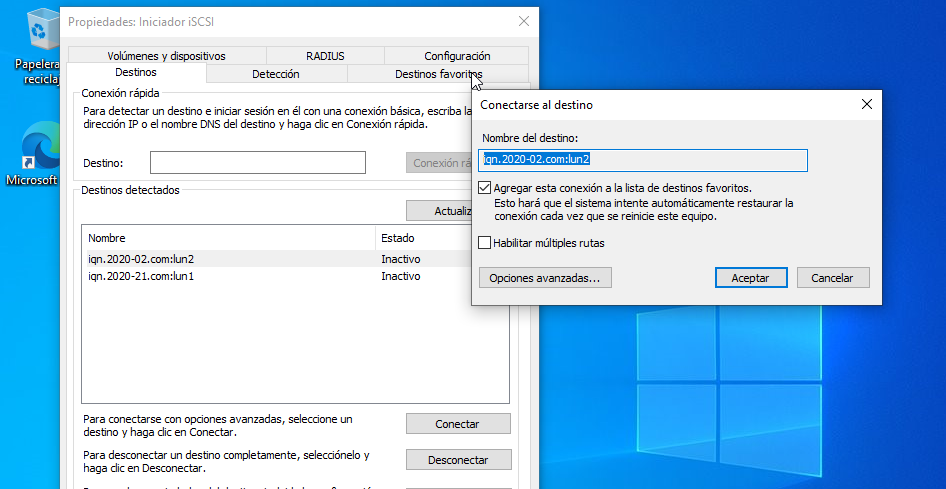 Papelera
reciclaj
Microsoft
Propiedades: Iniciador iSCSI
Volúmenes y dispositivos
RADIUS
Configuración
Destinos
Detección
Destinos favoritos
Conexión rápida
Para detectar un destino e iniciar sesión en él con una conexión básica, escriba la
dirección IP o el nombre DNS del destino y haga clic en Conexión rápida.
Destino:
Conexión rá
Destinos detectados
Actualiz
Nombre
Estado
iqn.2020-02.com:lun2
Inactivo
iqn.2020-21.com:lun1
Inactivo
Para conectarse con opciones avanzadas, seleccione un
destino y haga clic en Conectar.
Conectar
Para desconectar un destino completamente, selecciónelo y
haga clic en Desconectar.
Desconectar
Conectarse al destino
Nombre del destino:
iqn.2020-02.com:lun2
Agregar esta conexión a la lista de destinos favoritos.
Esto hará que el sistema intente automáticamente restaurar la
conexión cada vez que se reinicie este equipo.
Habilitar múltiples rutas
Opciones avanzadas...
Aceptar
Cancelar